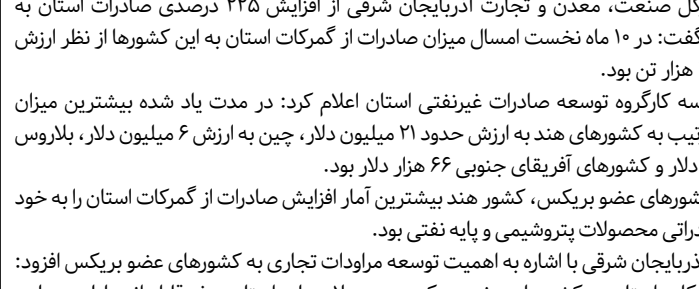 کل صنعت، معدن و تجارت آذربایجان شرقی از افزایش ۲۲۵ درصدی صادرات استان به
گفت: در ۱۰ ماه نخست امسال میزان صادرات از گمرکات استان به این کشورها از نظر ارزش
هزار تن بود.
سه کارگروه توسعه صادرات غیرنفتی استان اعلام کرد: در مدت یاد شده بیشترین میزان
تیب به کشورهای هند به ارزش حدود ۲۱ میلیون دلار، چین به ارزش ۶ میلیون دلار، بلاروس
دلار و کشورهای آفریقای جنوبی ۶۶ هزار دلار بود.
شورهای عضو بریکس، کشور هند بیشترین آمار افزایش صادرات از گمرکات استان را به خود
دراتی محصولات پتروشیمی و پایه نفتی بود.
ذربایجان شرقی با اشاره به اهمیت توسعه مراودات تجاری به کشورهای عضو بریکس افزود: